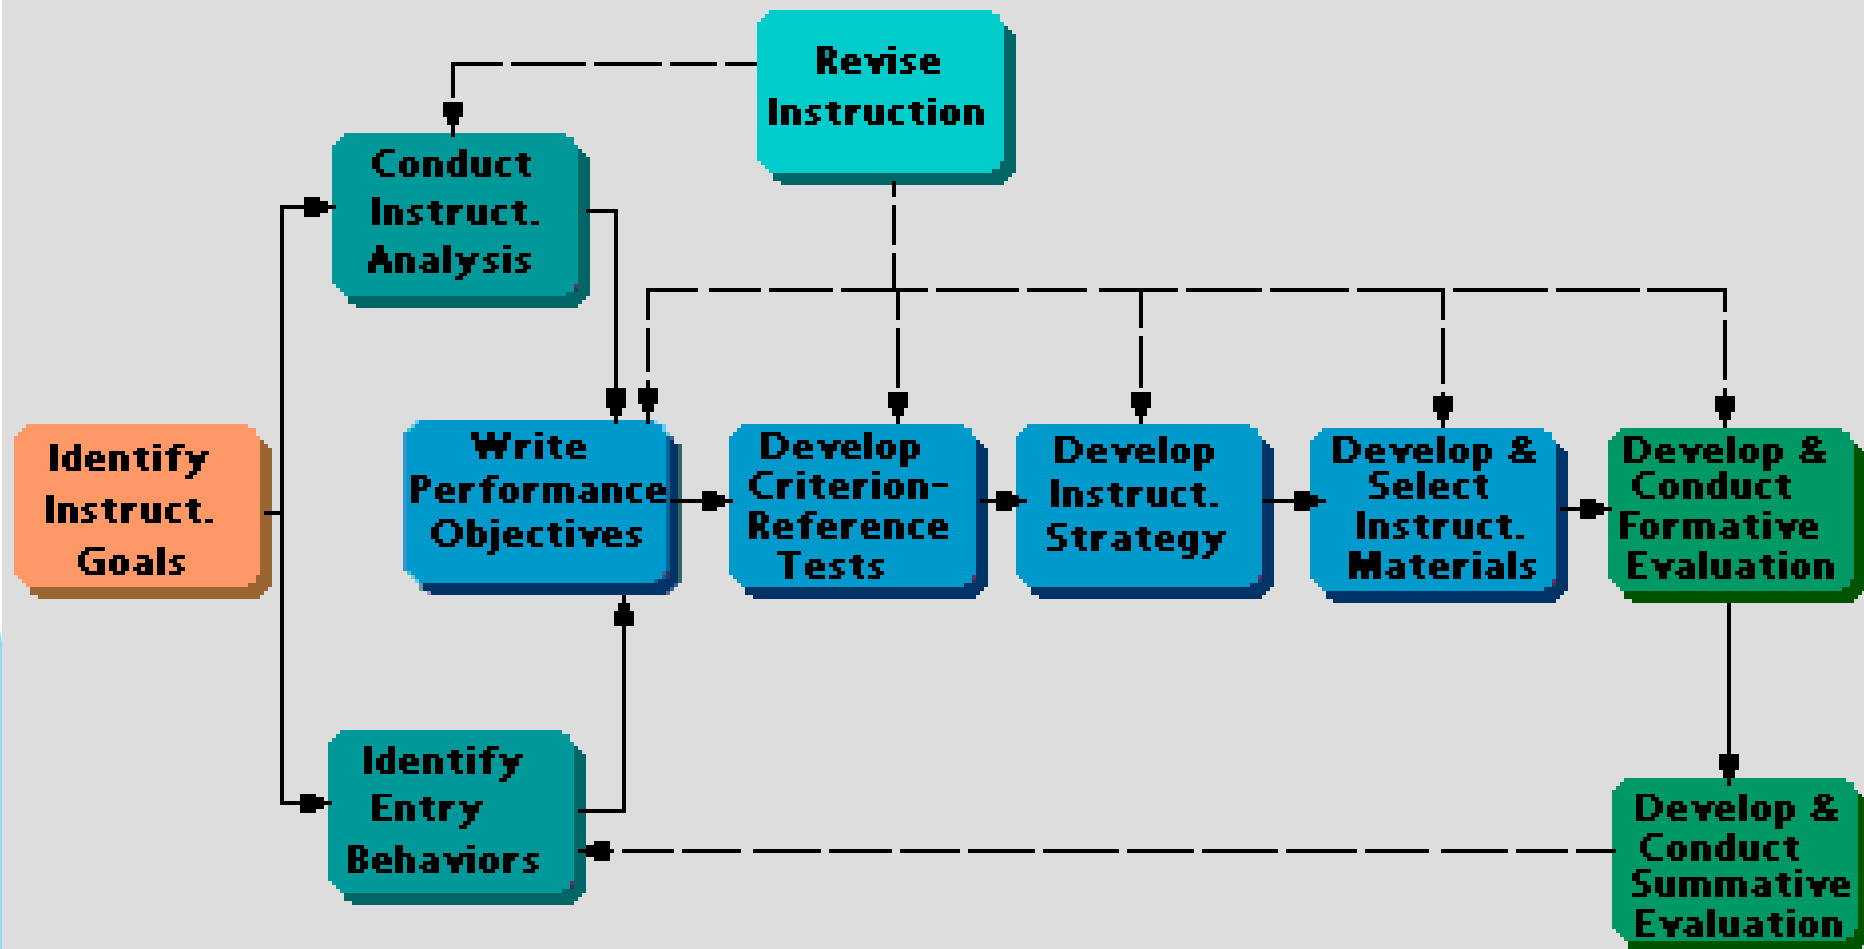 Revise
Instruction
Conduct
Instruct.
Analysis
Identify
Instruct.
Goals
Write
Performance
Objectives
Develop
Criterion-
Reference
Tests
Develop
Instruct.
Strategy
Develop &
Select
Instruct.
Materials
Develop &
Conduct
Formative
Evaluation
Identify
Entry
Behaviors
Develop &
Conduct
Summative
Evaluation